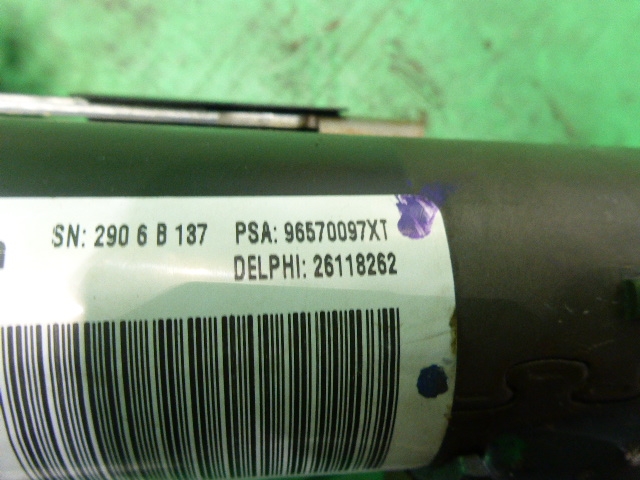 SN: 290 6 B 137 PSA: 96570097XT
DELPHI: 26118262